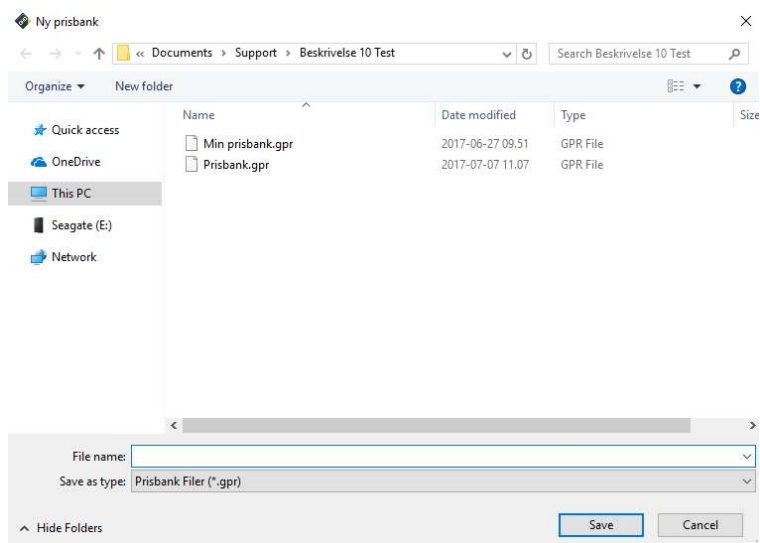 Ny prisbank
« Documents › Support › Beskrivelse 10 Test
Search Beskrivelse 10 Test
Organize
New folder
Name
Date modified
Type
Size
Quick access
OneDrive
This PC
Seagate (E:)
Network
Min prisbank.gpr
2017-06-27 09.51
GPR File
Prisbank.gpr
2017-07-07 11.07
GPR File
File name:
Save as type: Prisbank Filer (*.gpr)
Hide Folders
Save
Cancel